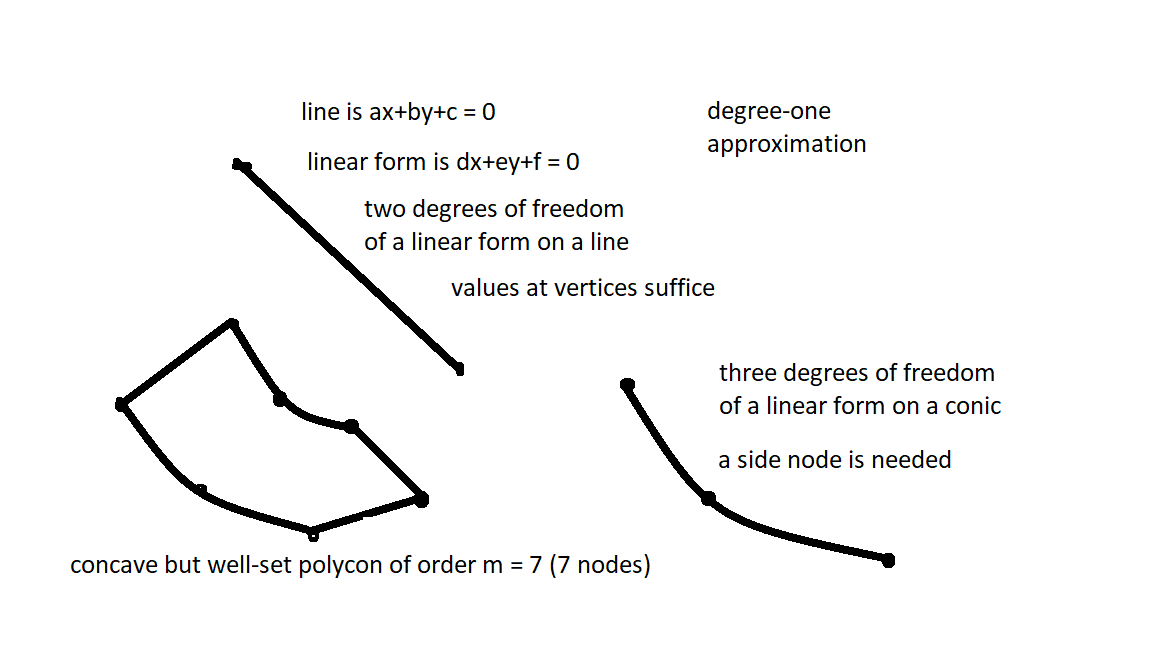 line is ax+by+c = 0
degree-one
approximation
linear form is dx+ey+f = 0
two degrees of freedom
of a linear form on a line
values at vertices suffice
three degrees of freedom
of a linear form on a conic
a side node is needed
concave but well-set polycon of order m = 7 (7 nodes)